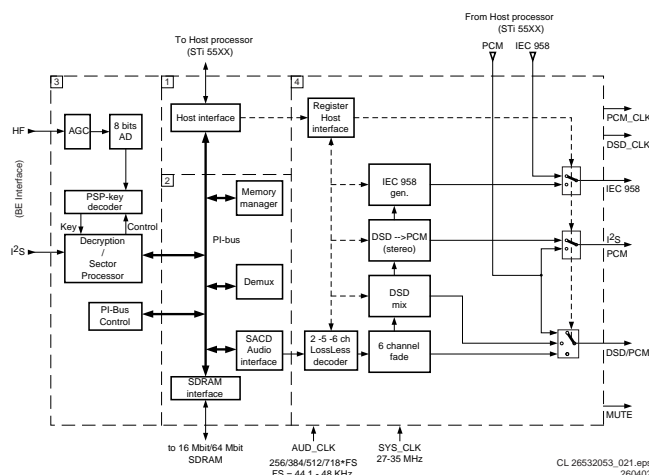 From Host processor
(STi 55XX)
To Host processor
(STi 55XX)
PCM
IEC 958
3
1
4
HF
AGC
8 bits
AD
Host interface
Register
Host
interface
PCM_CLK
DSD_CLK
(BE Interface)
2
PSP-key
decoder
Key
Control
Memory
manager
IEC 958
gen.
IEC 958
I²S
Decryption
/
Sector
Processor
PI-bus
DSD -->PCM
(stereo)
I²S
PCM
Demux
DSD
mix
PI-Bus
Control
SACD
Audio
interface
2 -5 -6 ch
LossLess
decoder
6 channel
fade
DSD/PCM
SDRAM
interface
MUTE
to 16 Mbit/64 Mbit
SDRAM
AUD_CLK
256/384/512/718*FS
FS = 44,1 - 48 KHz
SYS_CLK
27-35 MHz
CL 26532053_021.eps
260402